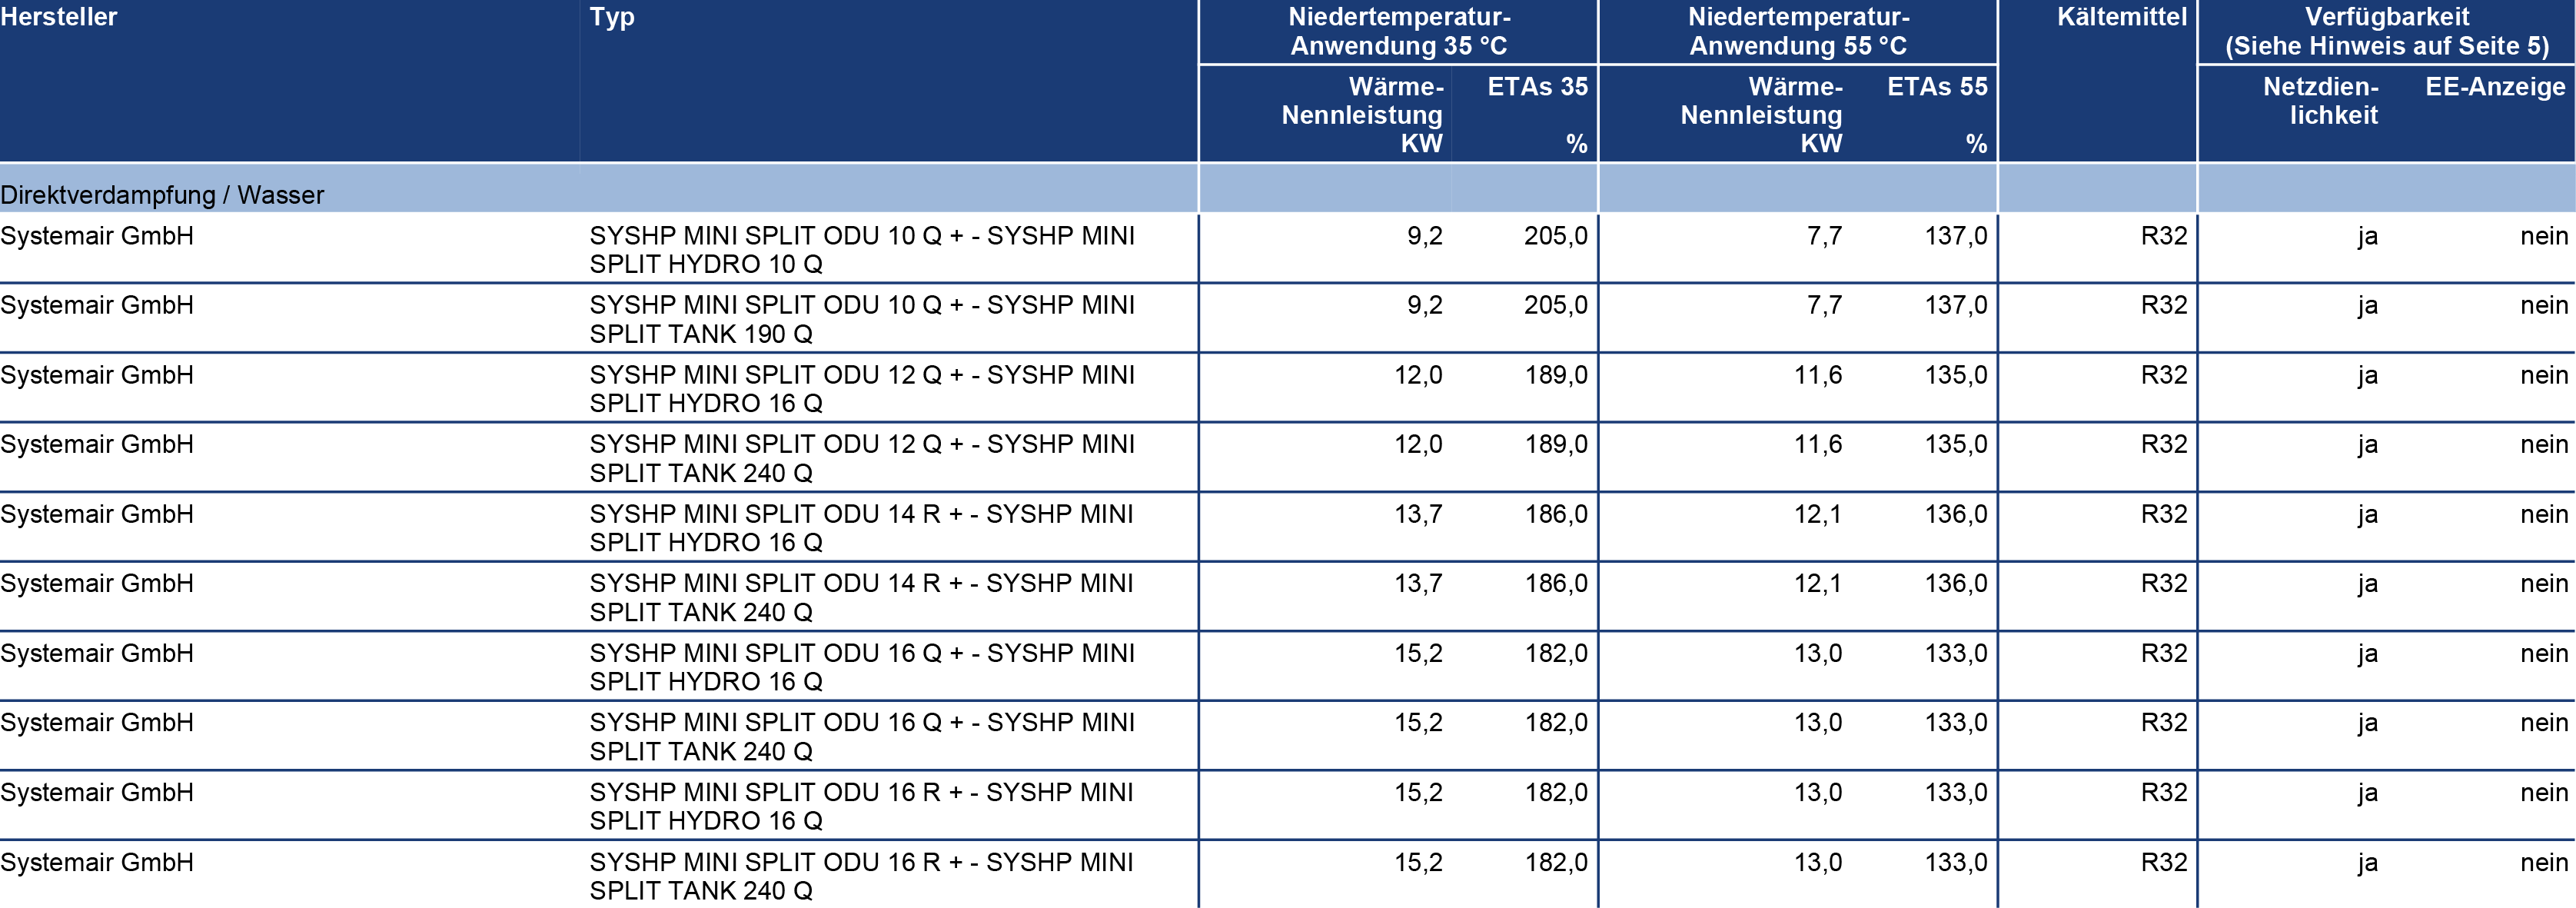 Hersteller Typ Niedertemperatur- Niedertemperatur- Kältemittel Verfügbarkeit
Anwendung 35 °C Anwendung 55 °C (Siehe Hinweis auf Seite 5)
Wärme- ETAs 35 Wärme- ETAs 55 Netzdien- EE-Anzeige
Nennleistung Nennleistung lichkeit
KW % KW %
Direktverdampfung / Wasser
Systemair GmbH SYSHP MINI SPLIT ODU 10 Q + - SYSHP MINI 9,2 205,0 7,7 137,0 R32 ja nein
SPLIT HYDRO 10 Q
Systemair GmbH SYSHP MINI SPLIT ODU 10 Q + - SYSHP MINI 9,2 205,0 7,7 137,0 R32 ja nein
SPLIT TANK 190 Q
Systemair GmbH SYSHP MINI SPLIT ODU 12 Q + - SYSHP MINI 12,0 189,0 11,6 135,0 R32 ja nein
SPLIT HYDRO 16 Q
Systemair GmbH SYSHP MINI SPLIT ODU 12 Q + - SYSHP MINI 12,0 189,0 11,6 135,0 R32 ja nein
SPLIT TANK 240 Q
Systemair GmbH SYSHP MINI SPLIT ODU 14 R + - SYSHP MINI 13,7 186,0 12,1 136,0 R32 ja nein
SPLIT HYDRO 16 Q
Systemair GmbH SYSHP MINI SPLIT ODU 14 R + - SYSHP MINI 13,7 186,0 12,1 136,0 R32 ja nein
SPLIT TANK 240 Q
Systemair GmbH SYSHP MINI SPLIT ODU 16 Q + - SYSHP MINI 15,2 182,0 13,0 133,0 R32 ja nein
SPLIT HYDRO 16 Q
Systemair GmbH SYSHP MINI SPLIT ODU 16 Q + - SYSHP MINI 15,2 182,0 13,0 133,0 R32 ja nein
SPLIT TANK 240 Q
Systemair GmbH SYSHP MINI SPLIT ODU 16 R + - SYSHP MINI 15,2 182,0 13,0 133,0 R32 ja nein
SPLIT HYDRO 16 Q
Systemair GmbH SYSHP MINI SPLIT ODU 16 R + - SYSHP MINI 15,2 182,0 13,0 133,0 R32 ja nein
SPLIT TANK 240 Q